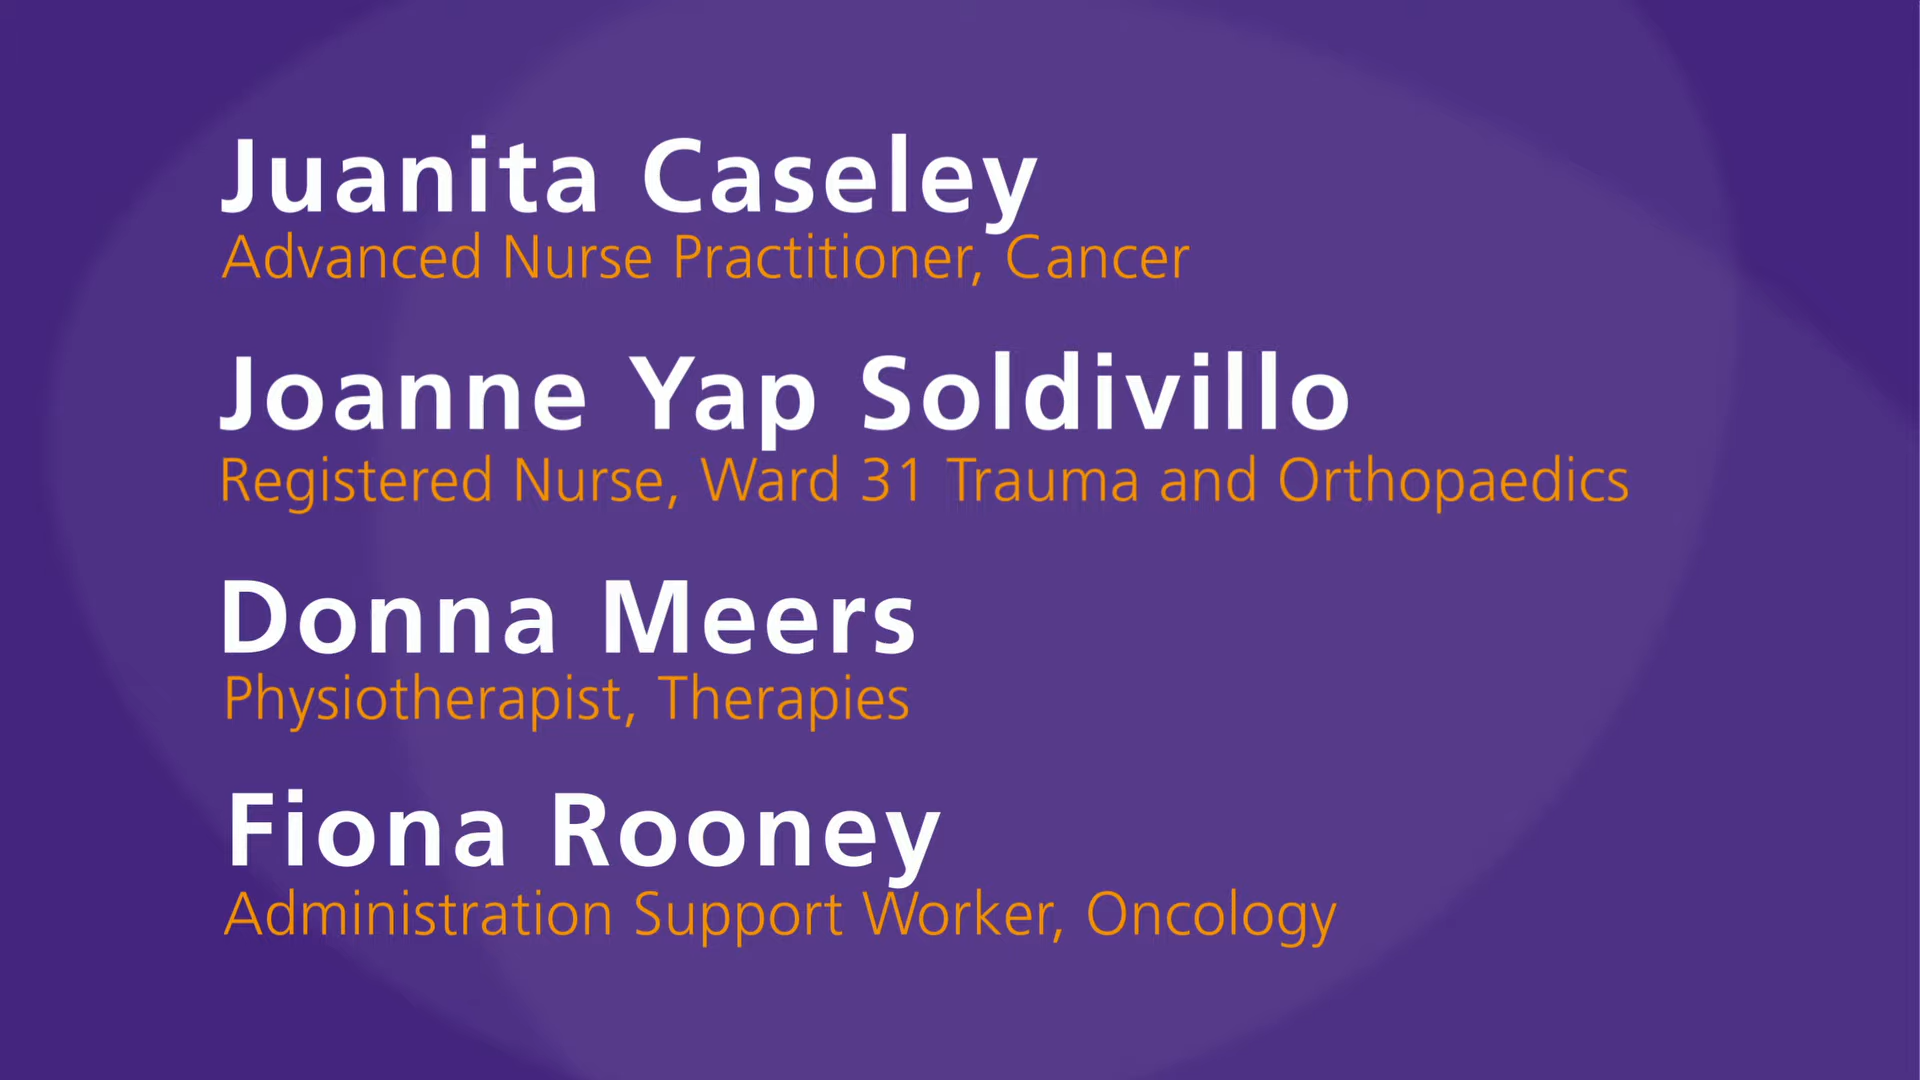 Juanita Caseley
Advanced Nurse Practitioner, Cancer
Joanne Yap Soldivillo
Registered Nurse, Ward 31 Trauma and Orthopaedics
Donna Meers
Physiotherapist, Therapies
Fiona Rooney
Administration Support Worker, Oncology